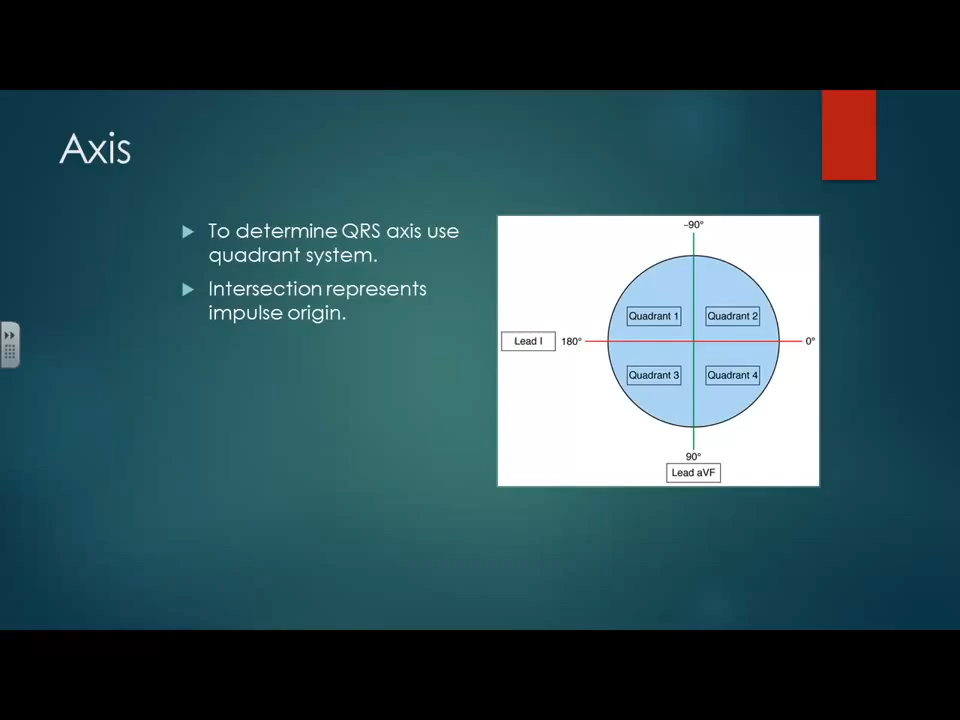 Axis
To determine QRS axis use
quadrant system.
Intersection represents
impulse origin.
-90°
Quadrant 1
Quadrant 2
Lead I
180°
0°
Quadrant 3
Quadrant 4
90°
Lead aVF